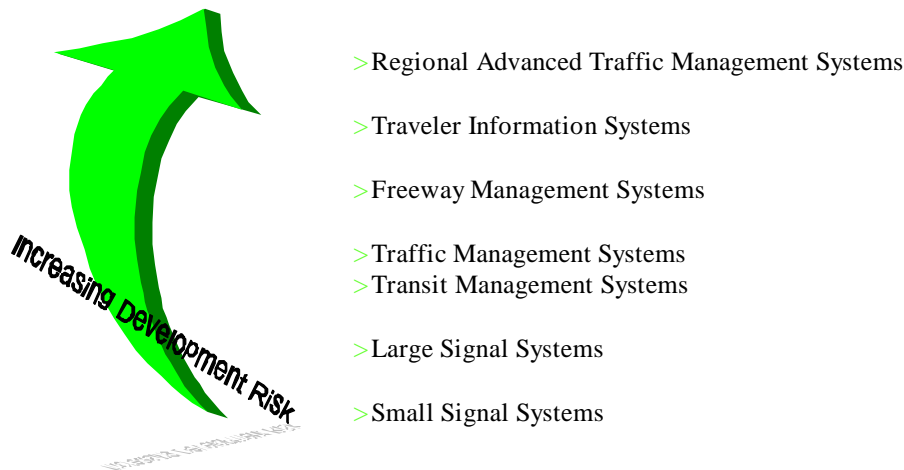 >Regional Advanced Traffic Management Systems
>Traveler Information Systems
>Freeway Management Systems
>Traffic Management Systems
>Transit Management Systems
>Large Signal Systems
>Small Signal Systems
Increasing Development Risk